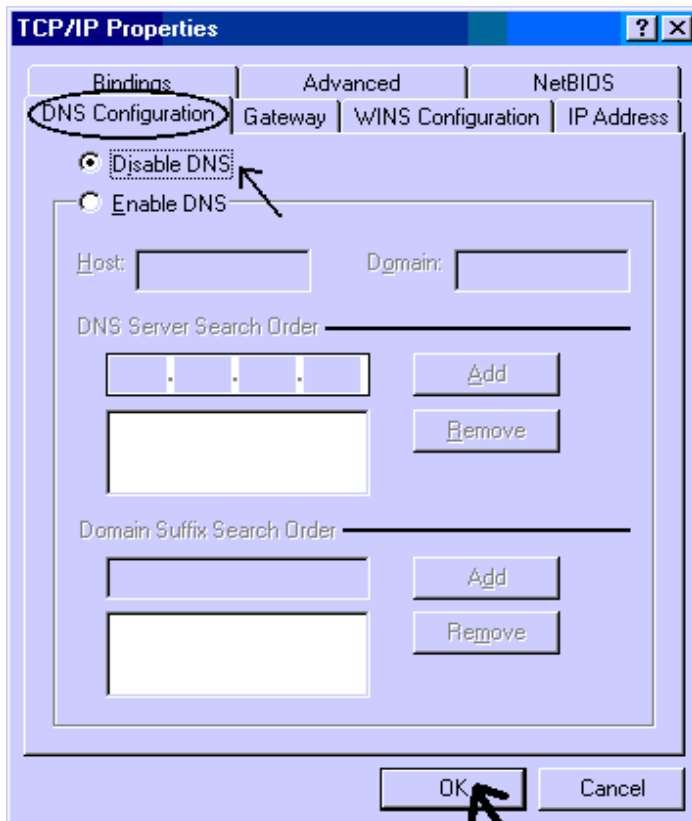 TCP/IP Properties
Bindings Advanced NetBIOS
DNS Configuration Gateway WINS Configuration IP Address
Disable DNS
Enable DNS
Host: Domain:
DNS Server Search Order
. . .
Add
Remove
Domain Suffix Search Order
Add
Remove
OK Cancel